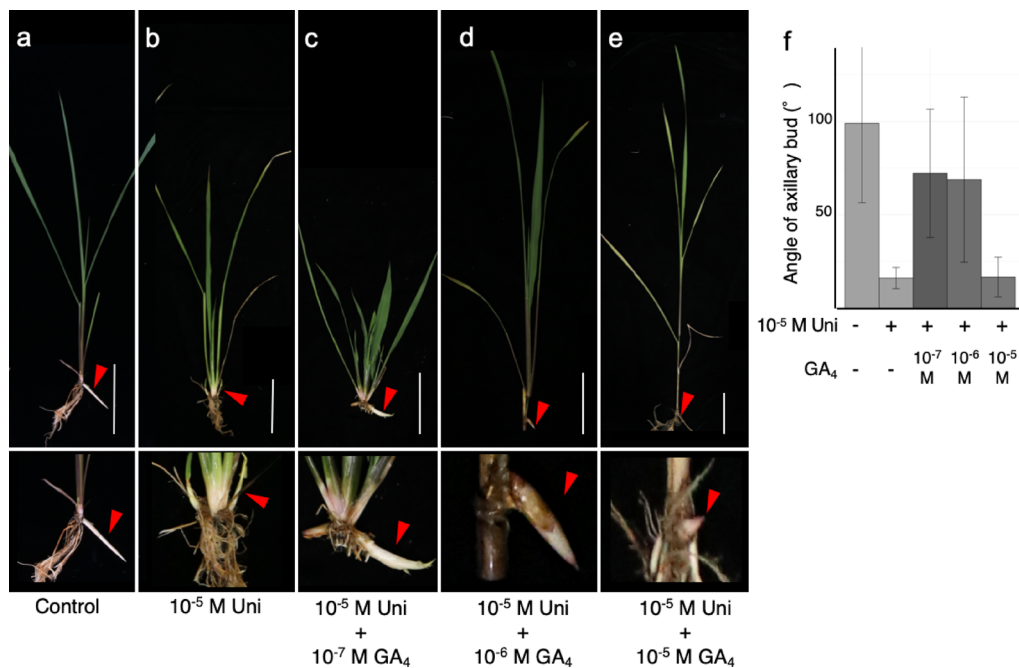 a
b
c
d
e
f
Control
10⁻⁵ M Uni
10⁻⁵ M Uni
+
10⁻⁷ M GA₄
10⁻⁵ M Uni
+
10⁻⁶ M GA₄
10⁻⁵ M Uni
+
10⁻⁵ M GA₄
Angle of axillary bud (°)
100
50
10⁻⁵ M Uni - + + + +
GA₄ - - 10⁻⁷ M 10⁻⁶ M 10⁻⁵ M